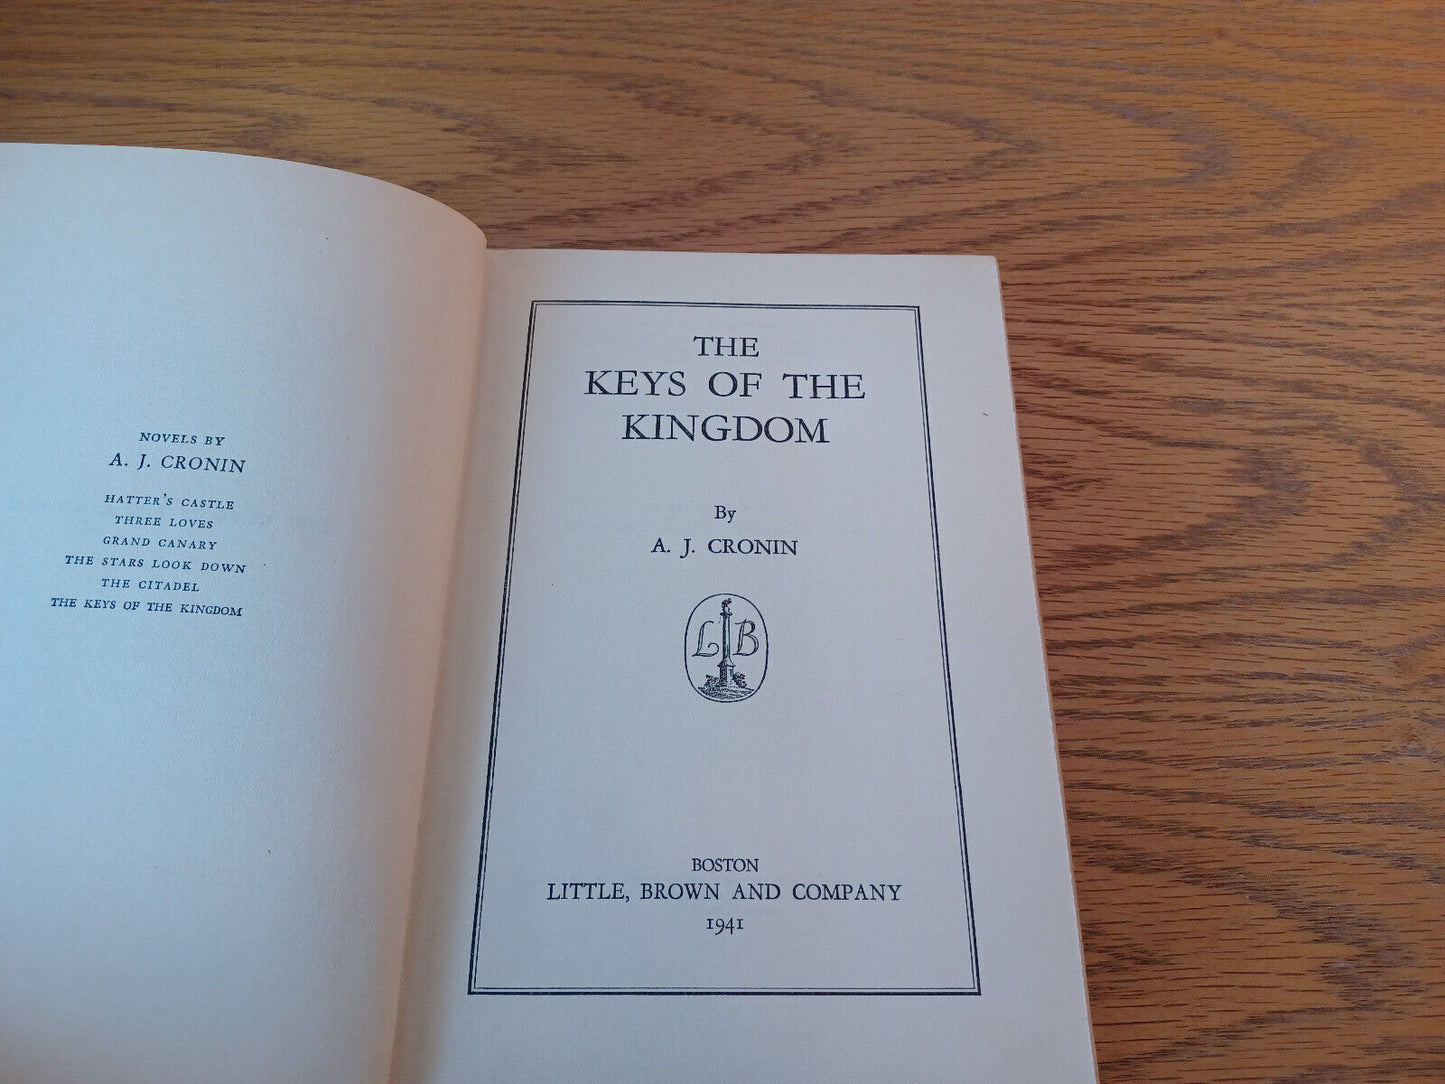 NOVELS BY
A. J. CRONIN
HATTER'S CASTLE
THREE LOVES
GRAND CANARY
THE STARS LOOK DOWN
THE CITADEL
THE KEYS OF THE KINGDOM
THE
KEYS OF THE
KINGDOM
By
A. J. CRONIN
L B
BOSTON
LITTLE, BROWN AND COMPANY
1941